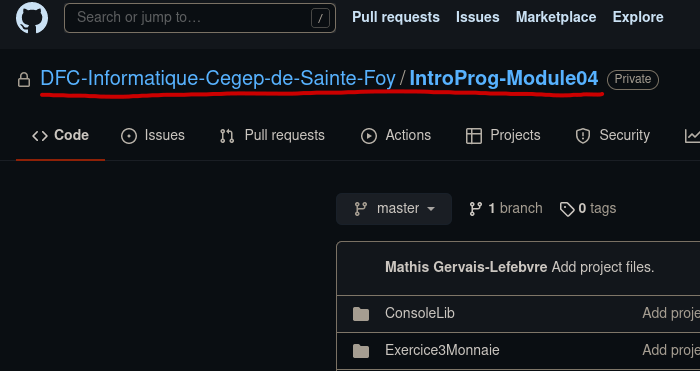 Search or jump to… /
Pull requests Issues Marketplace Explore
DFC-Informatique-Cegep-de-Sainte-Foy / IntroProg-Module04 Private
Code Issues Pull requests Actions Projects Security
master 1 branch 0 tags
Mathis Gervais-Lefebvre Add project files.
ConsoleLib Add proje
Exercice3Monnaie Add proje